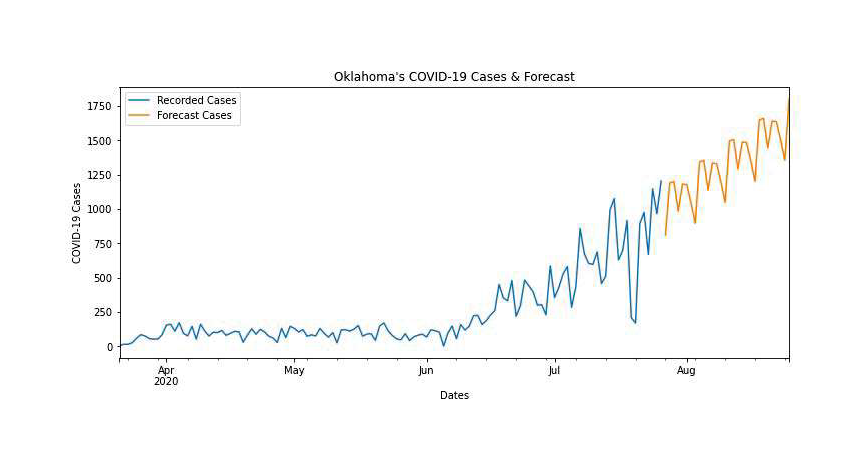 Oklahoma's COVID-19 Cases & Forecast
Recorded Cases
Forecast Cases
1750
1500
1250
1000
750
500
250
0
COVID-19 Cases
Apr
2020
May
Jun
Jul
Aug
Dates